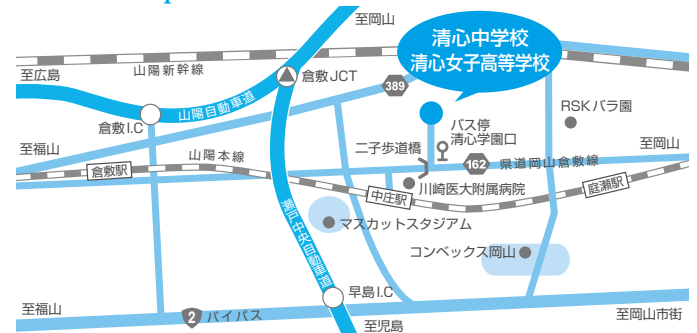 至岡山
清心中学校
清心女子高等学校
至広島
山陽新幹線
倉敷JCT
389
山陽自動車道
倉敷I.C
RSKバラ園
バス停
清心学園口
二子歩道橋
至福山
山陽本線
至岡山
162
県道岡山倉敷線
倉敷駅
川崎医大附属病院
中庄駅
庭瀬駅
瀬戸中央自動車道
マスカットスタジアム
コンベックス岡山
早島I.C
至福山
2
バイパス
至岡山市街
至児島